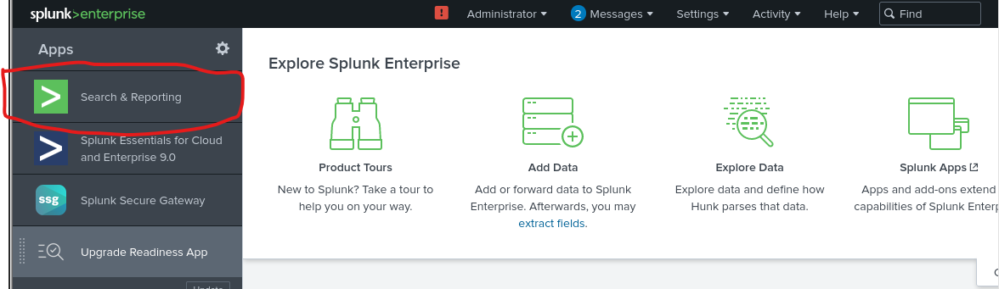 splunk>enterprise
! Administrator 2 Messages Settings Activity Help Find
Apps
Search & Reporting
Splunk Essentials for Cloud
and Enterprise 9.0
ssg Splunk Secure Gateway
Upgrade Readiness App
Update
Explore Splunk Enterprise
Product Tours
New to Splunk? Take a tour to
help you on your way.
Add Data
Add or forward data to Splunk
Enterprise. Afterwards, you may
extract fields.
Explore Data
Explore data and define how
Hunk parses that data.
Splunk Apps
Apps and add-ons extend
capabilities of Splunk